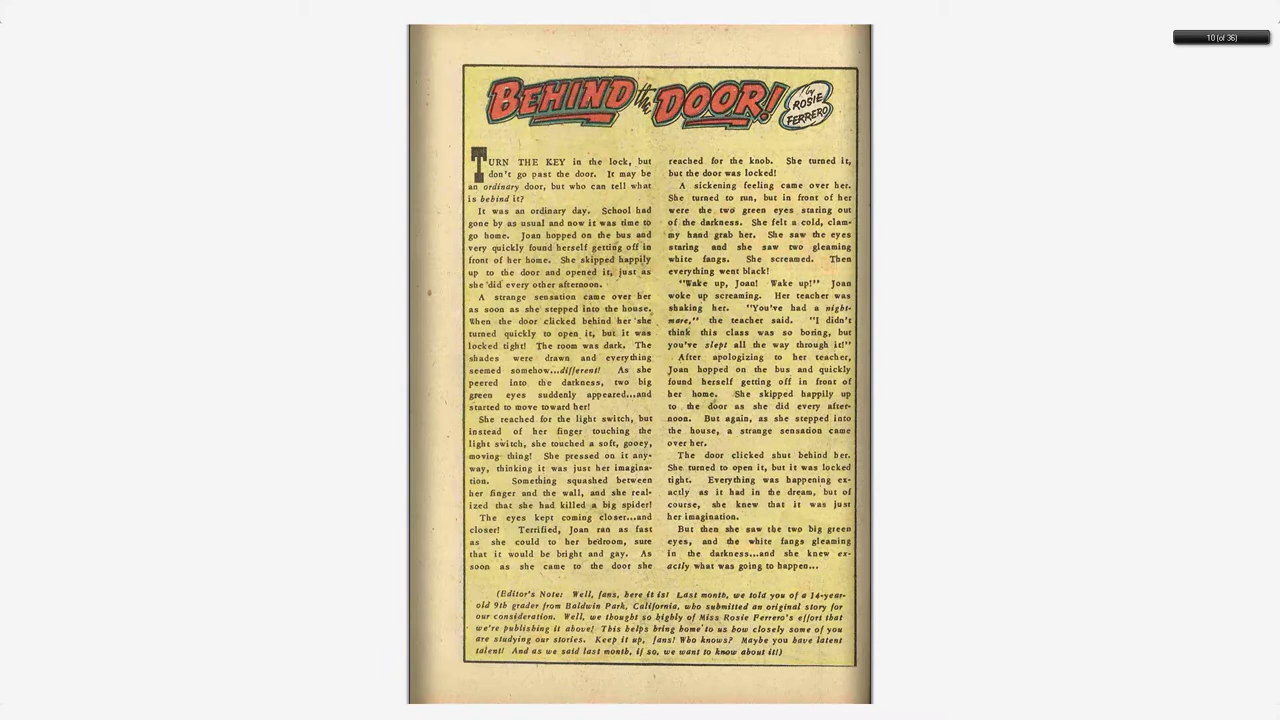 10 (of 36)
BEHIND the DOOR!
by
ROSIE
FERRERO
TURN THE KEY in the lock, but
don't go past the door. It may be
an ordinary door, but who can tell what
is behind it?
It was an ordinary day. School had
gone by as usual and now it was time to
go home. Joan hopped on the bus and
very quickly found herself getting off in
front of her home. She skipped happily
up to the door and opened it, just as
she did every other afternoon.
A strange sensation came over her
as soon as she stepped into the house.
When the door clicked behind her she
turned quickly to open it, but it was
locked tight! The room was dark. The
shades were drawn and everything
seemed somehow...different! As she
peered into the darkness, two big
green eyes suddenly appeared...and
started to move toward her!
She reached for the light switch, but
instead of her finger touching the
light switch, she touched a soft, gooey,
moving thing! She pressed on it any-
way, thinking it was just her imagina-
tion. Something squashed between
her finger and the wall, and she real-
ized that she had killed a big spider!
The eyes kept coming closer...and
closer! Terrified, Joan ran as fast
as she could to her bedroom, sure
that it would be bright and gay. As
soon as she came to the door she
reached for the knob. She turned it,
but the door was locked!
A sickening feeling came over her.
She turned to run, but in front of her
were the two green eyes staring out
of the darkness. She felt a cold, clam-
my hand grab her. She saw the eyes
staring and she saw two gleaming
white fangs. She screamed. Then
everything went black!
"Wake up, Joan! Wake up!" Joan
woke up screaming. Her teacher was
shaking her. "You've had a night-
mare," the teacher said. "I didn't
think this class was so boring, but
you've slept all the way through it!"
After apologizing to her teacher,
Joan hopped on the bus and quickly
found herself getting off in front of
her home. She skipped happily up
to the door as she did every after-
noon. But again, as she stepped into
the house, a strange sensation came
over her.
The door clicked shut behind her.
She turned to open it, but it was locked
tight. Everything was happening ex-
actly as it had in the dream, but of
course, she knew that it was just
her imagination.
But then she saw the two big green
eyes, and the white fangs gleaming
in the darkness...and she knew ex-
actly what was going to happen...
(Editor's Note: Well, fans, here it is! Last month, we told you of a 14-year-
old 9th grader from Baldwin Park, California, who submitted an original story for
our consideration. Well, we thought so highly of Miss Rosie Ferrero's effort that
we're publishing it above! This helps bring home to us how closely some of you
are studying our stories. Keep it up, fans! Who knows? Maybe you have latent
talent! And as we said last month, if so, we want to know about it!)